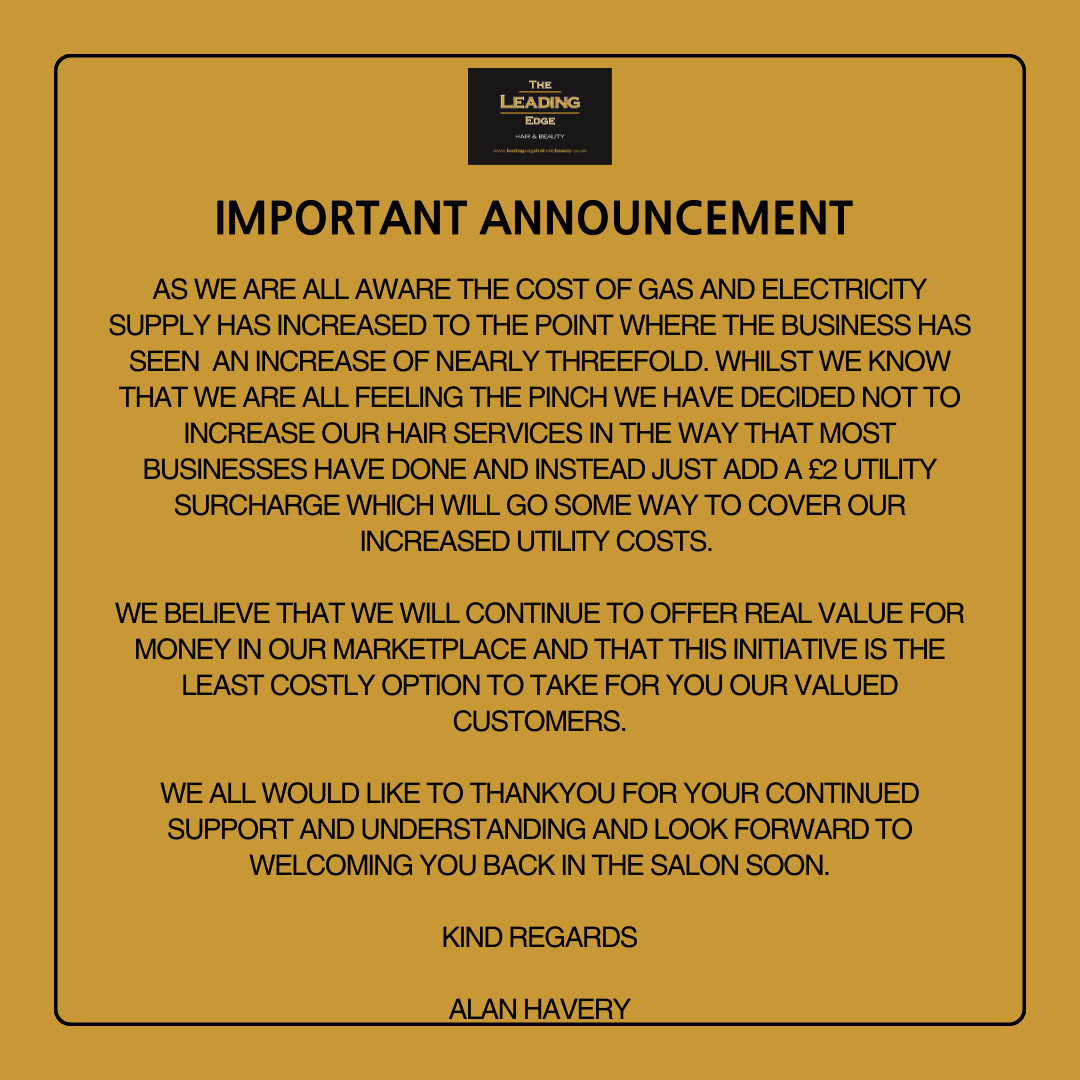 THE
LEADING
EDGE
HAIR & BEAUTY
IMPORTANT ANNOUNCEMENT
AS WE ARE ALL AWARE THE COST OF GAS AND ELECTRICITY
SUPPLY HAS INCREASED TO THE POINT WHERE THE BUSINESS HAS
SEEN  AN INCREASE OF NEARLY THREEFOLD. WHILST WE KNOW
THAT WE ARE ALL FEELING THE PINCH WE HAVE DECIDED NOT TO
INCREASE OUR HAIR SERVICES IN THE WAY THAT MOST
BUSINESSES HAVE DONE AND INSTEAD JUST ADD A £2 UTILITY
SURCHARGE WHICH WILL GO SOME WAY TO COVER OUR
INCREASED UTILITY COSTS.
WE BELIEVE THAT WE WILL CONTINUE TO OFFER REAL VALUE FOR
MONEY IN OUR MARKETPLACE AND THAT THIS INITIATIVE IS THE
LEAST COSTLY OPTION TO TAKE FOR YOU OUR VALUED
CUSTOMERS.
WE ALL WOULD LIKE TO THANKYOU FOR YOUR CONTINUED
SUPPORT AND UNDERSTANDING AND LOOK FORWARD TO
WELCOMING YOU BACK IN THE SALON SOON.
KIND REGARDS
ALAN HAVERY